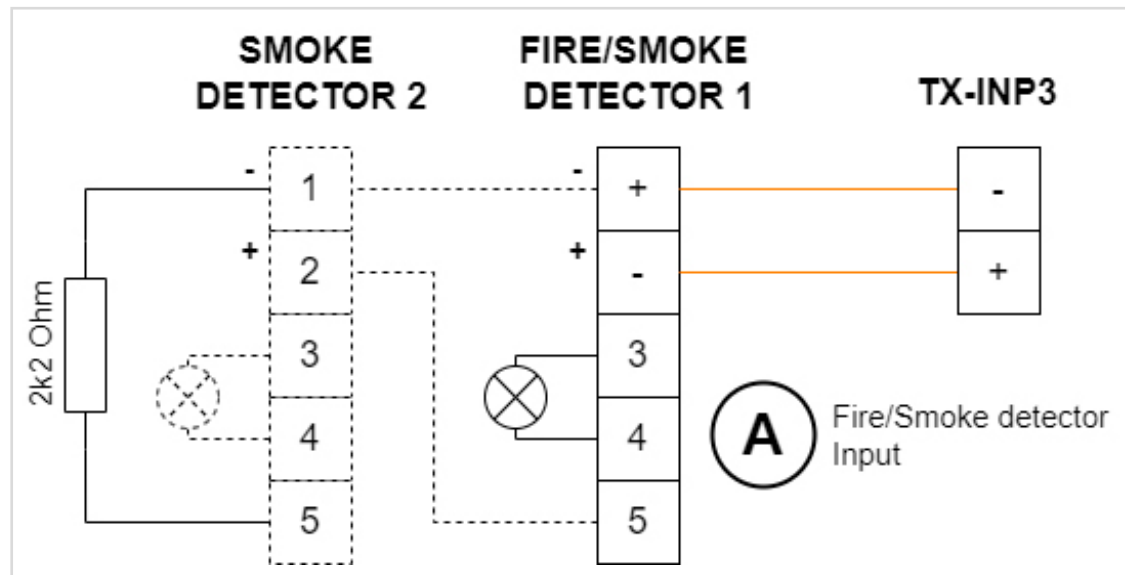 SMOKE
DETECTOR 2
FIRE/SMOKE
DETECTOR 1
TX-INP3
- 1
+ 2
3
4
5
2k2 Ohm
- +
+ -
3
4
5
-
+
A
Fire/Smoke detector
Input